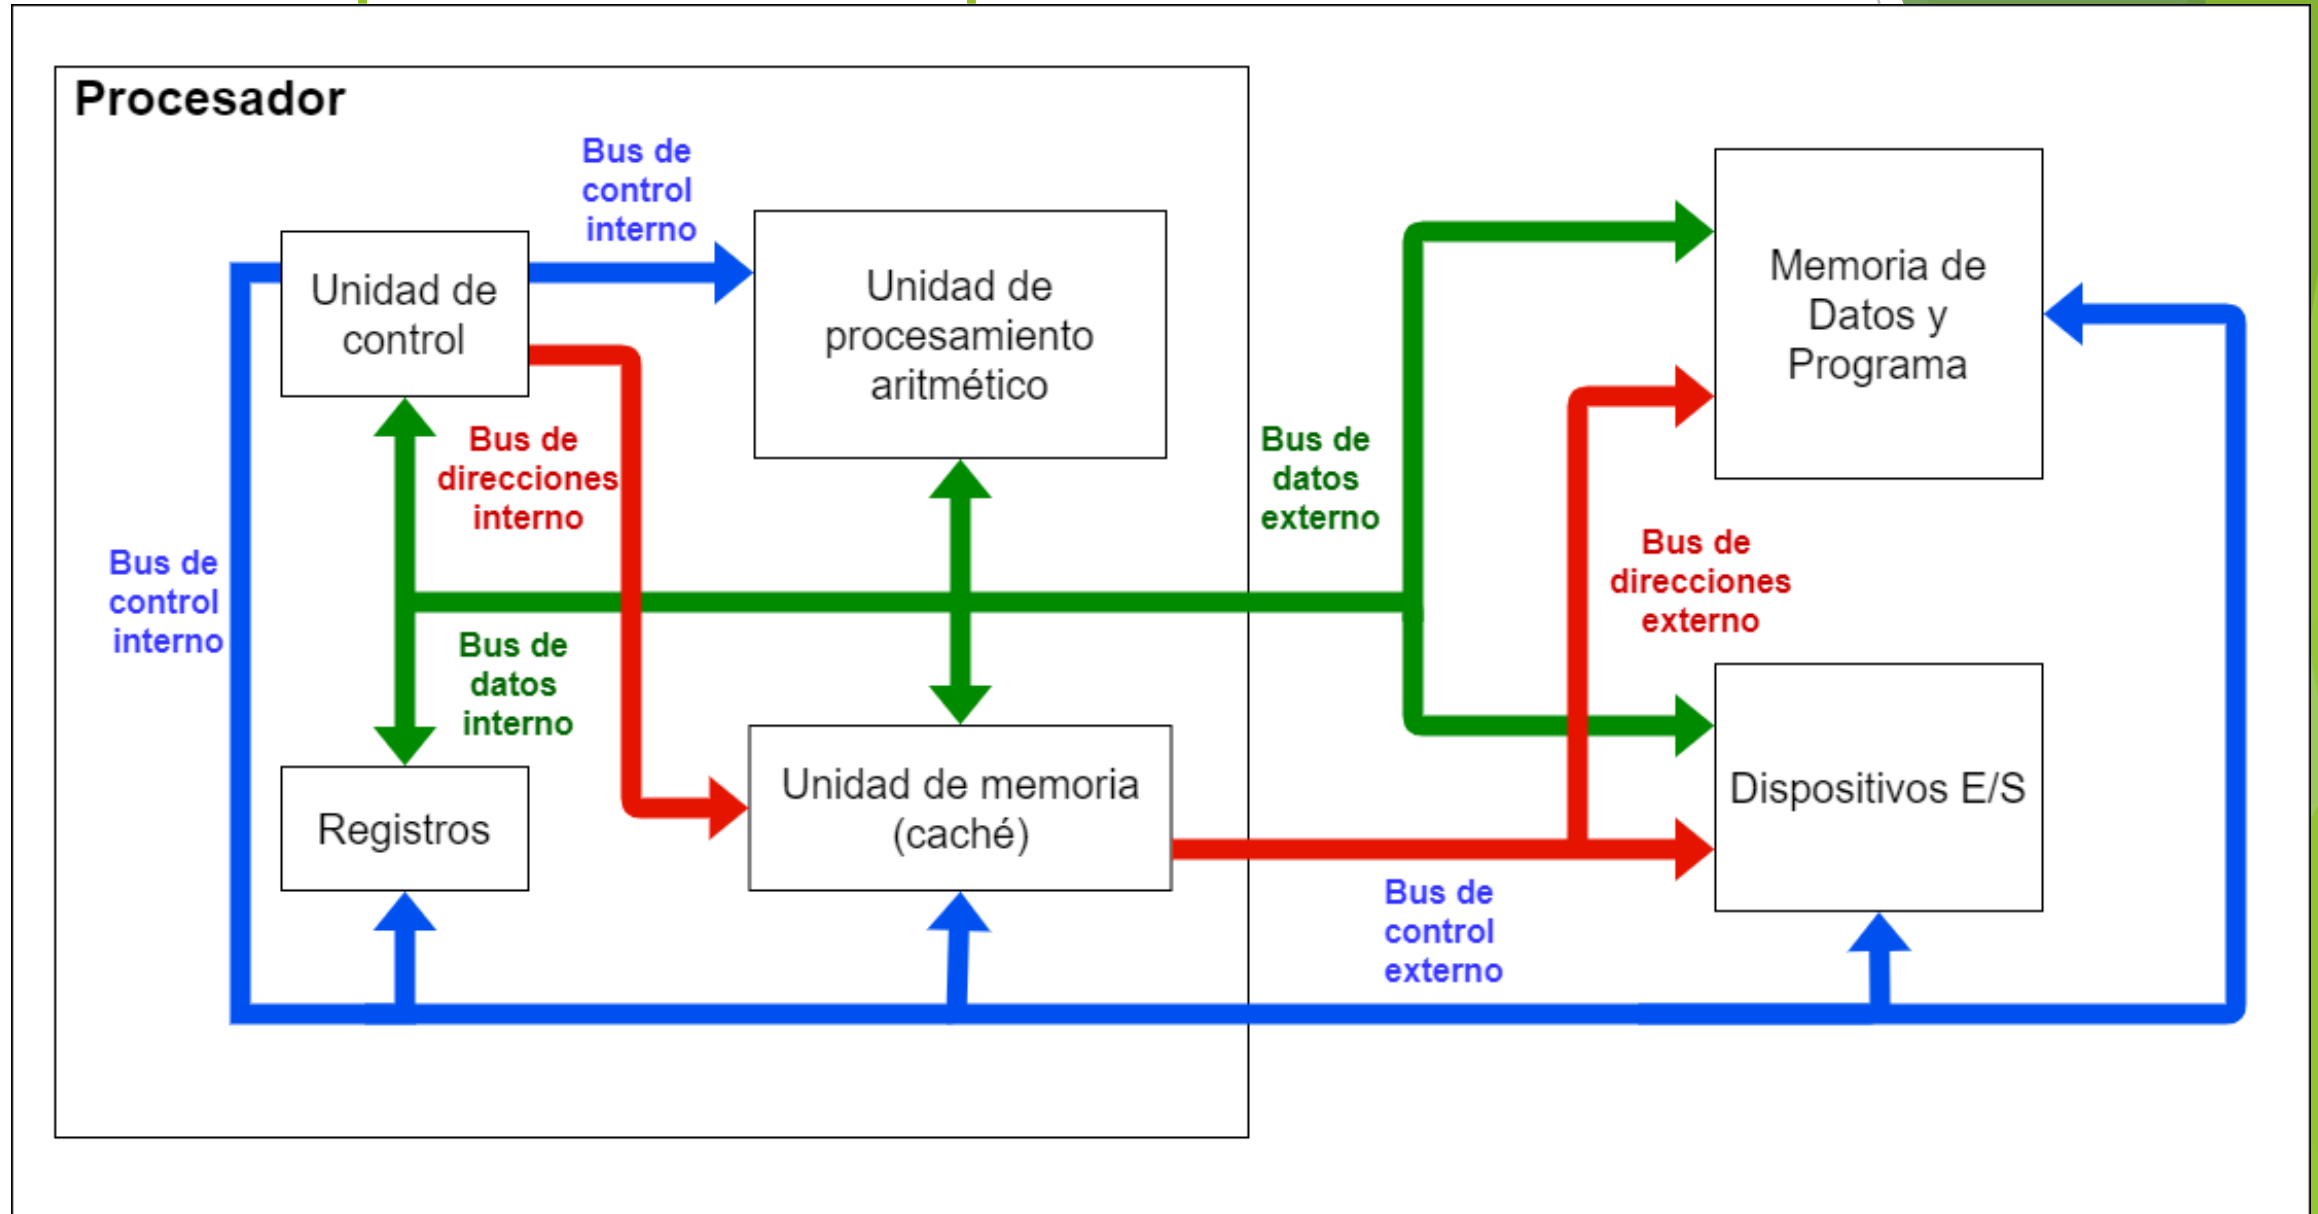 Procesador
Bus de
control
interno
Unidad de
control
Unidad de
procesamiento
aritmético
Memoria de
Datos y
Programa
Bus de
direcciones
interno
Bus de
datos
externo
Bus de
control
interno
Bus de
direcciones
externo
Bus de
datos
interno
Registros
Unidad de memoria
(caché)
Dispositivos E/S
Bus de
control
externo